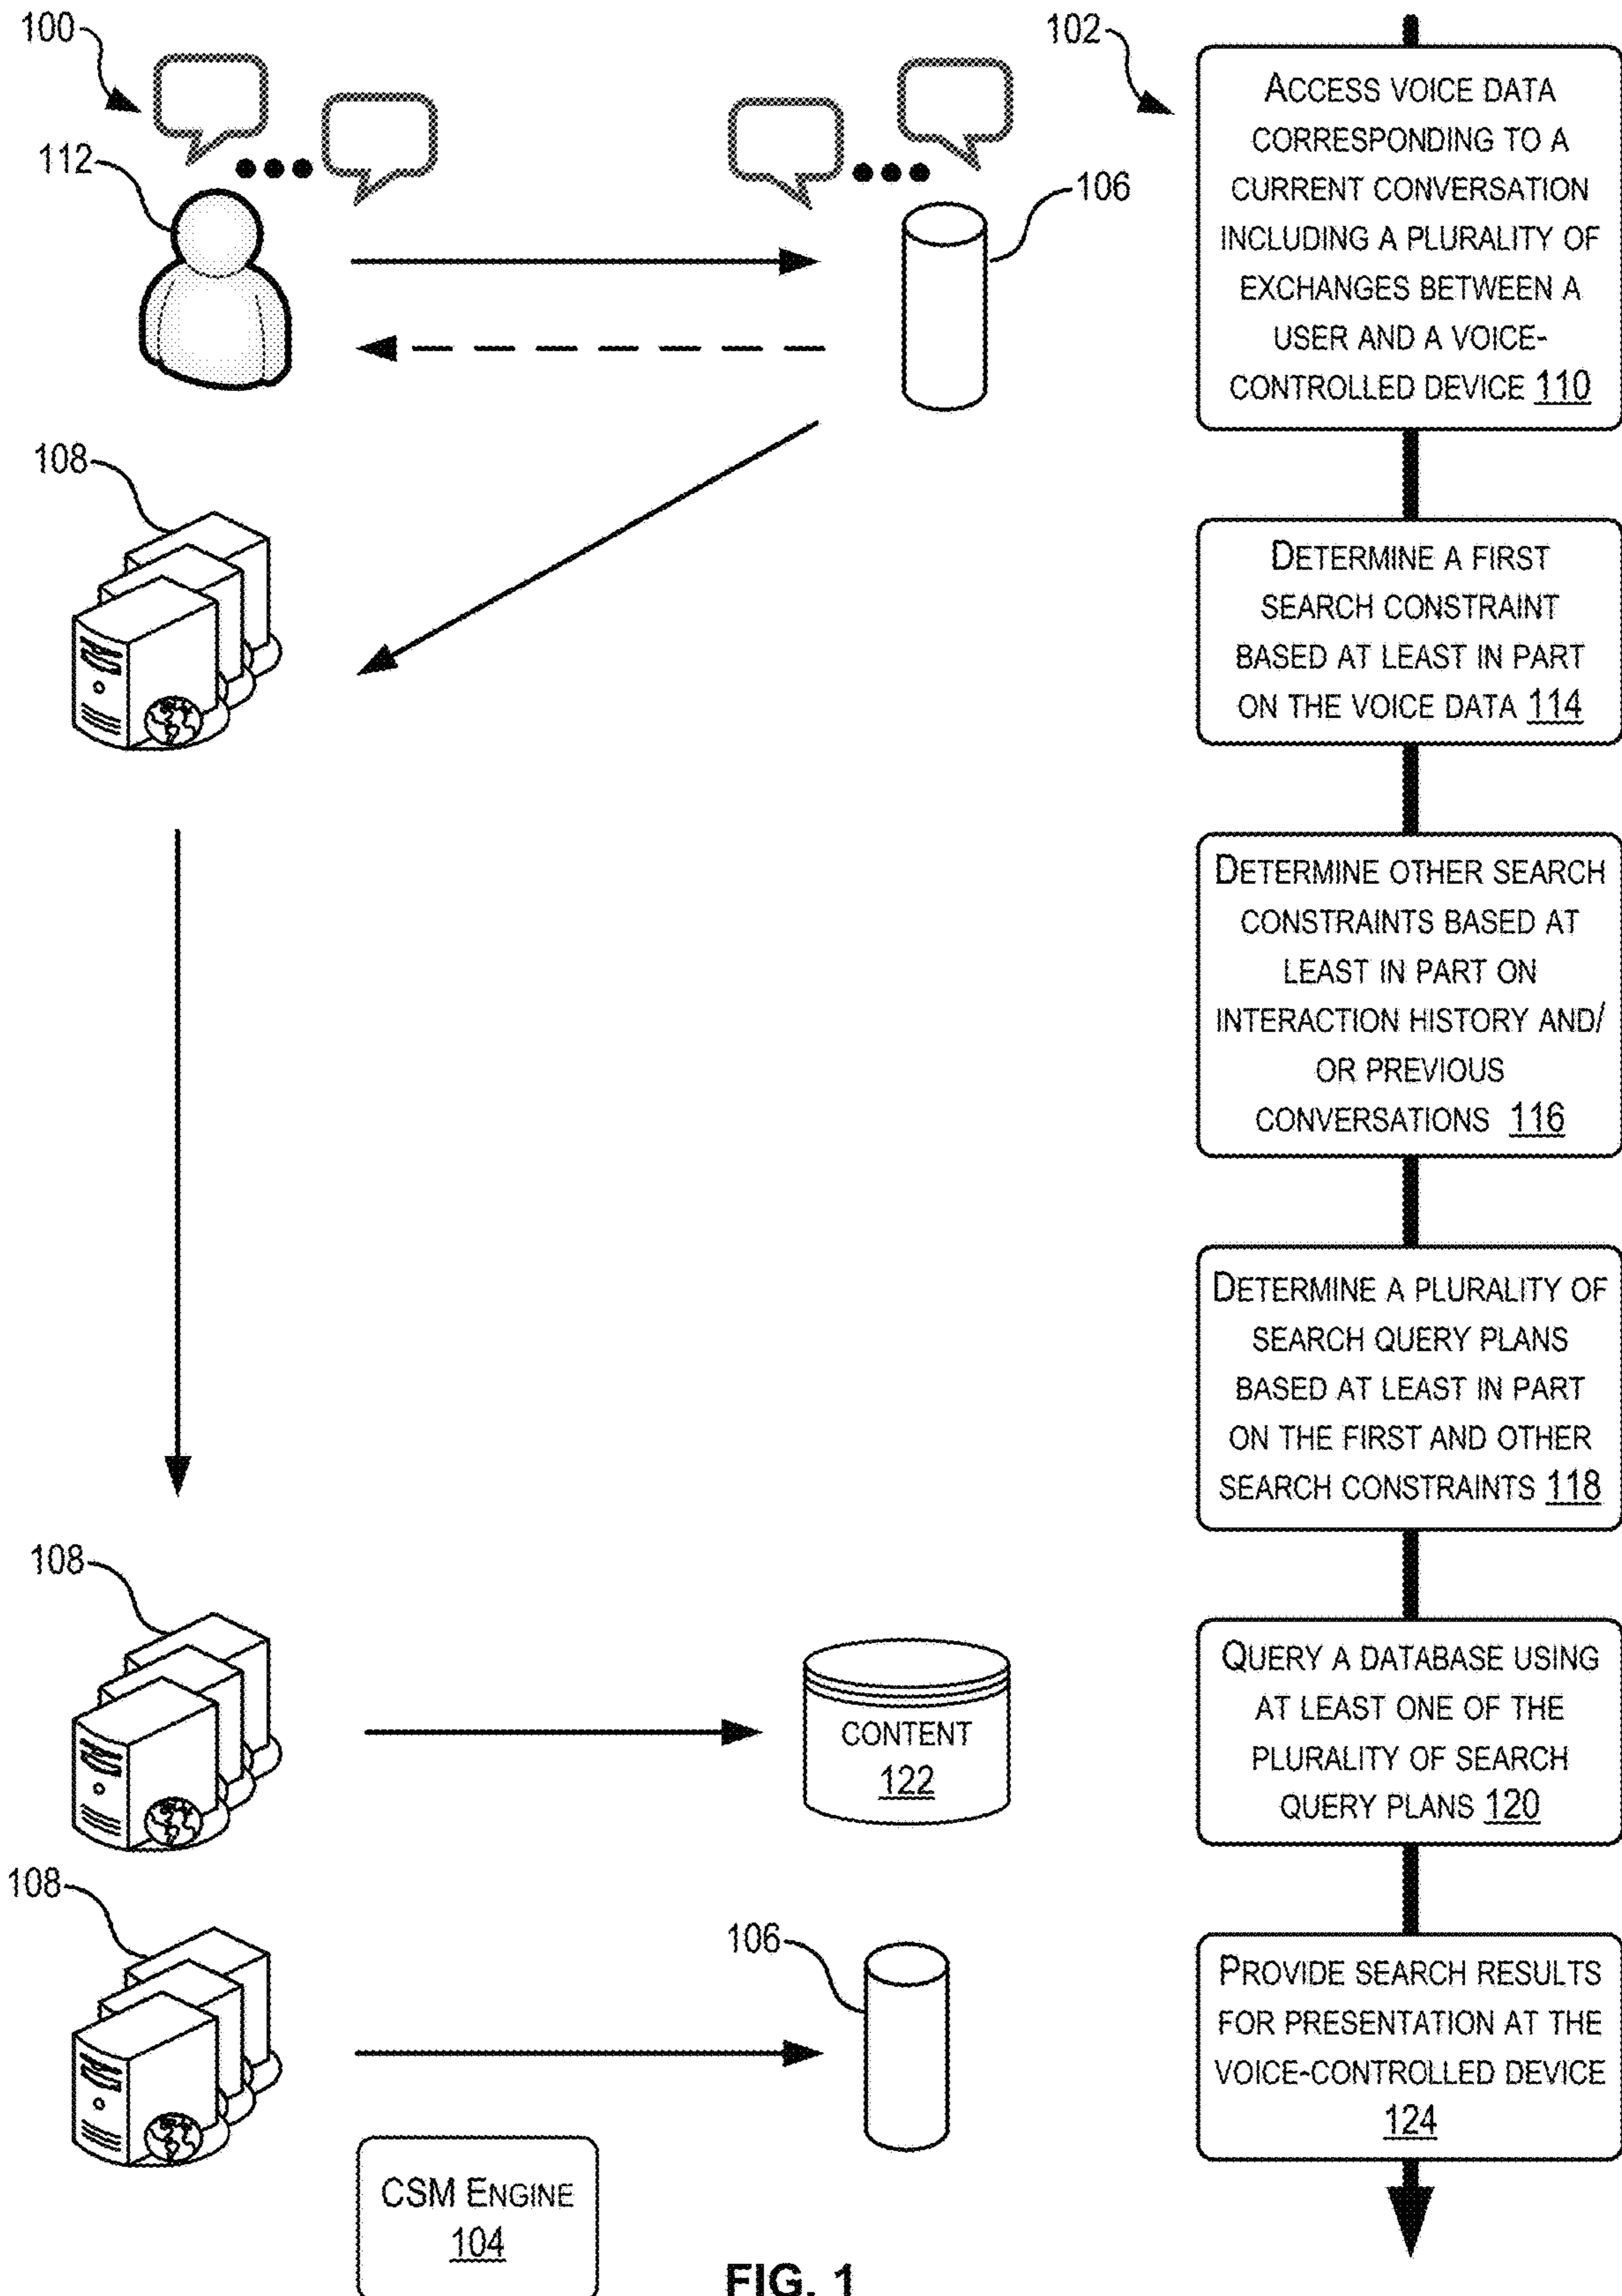 100
102
112
106
ACCESS VOICE DATA
CORRESPONDING TO A
CURRENT CONVERSATION
INCLUDING A PLURALITY OF
EXCHANGES BETWEEN A
USER AND A VOICE-
CONTROLLED DEVICE 110
108
DETERMINE A FIRST
SEARCH CONSTRAINT
BASED AT LEAST IN PART
ON THE VOICE DATA 114
DETERMINE OTHER SEARCH
CONSTRAINTS BASED AT
LEAST IN PART ON
INTERACTION HISTORY AND/
OR PREVIOUS
CONVERSATIONS 116
DETERMINE A PLURALITY OF
SEARCH QUERY PLANS
BASED AT LEAST IN PART
ON THE FIRST AND OTHER
SEARCH CONSTRAINTS 118
108
CONTENT
122
QUERY A DATABASE USING
AT LEAST ONE OF THE
PLURALITY OF SEARCH
QUERY PLANS 120
108
106
PROVIDE SEARCH RESULTS
FOR PRESENTATION AT THE
VOICE-CONTROLLED DEVICE
124
CSM ENGINE
104
FIG. 1